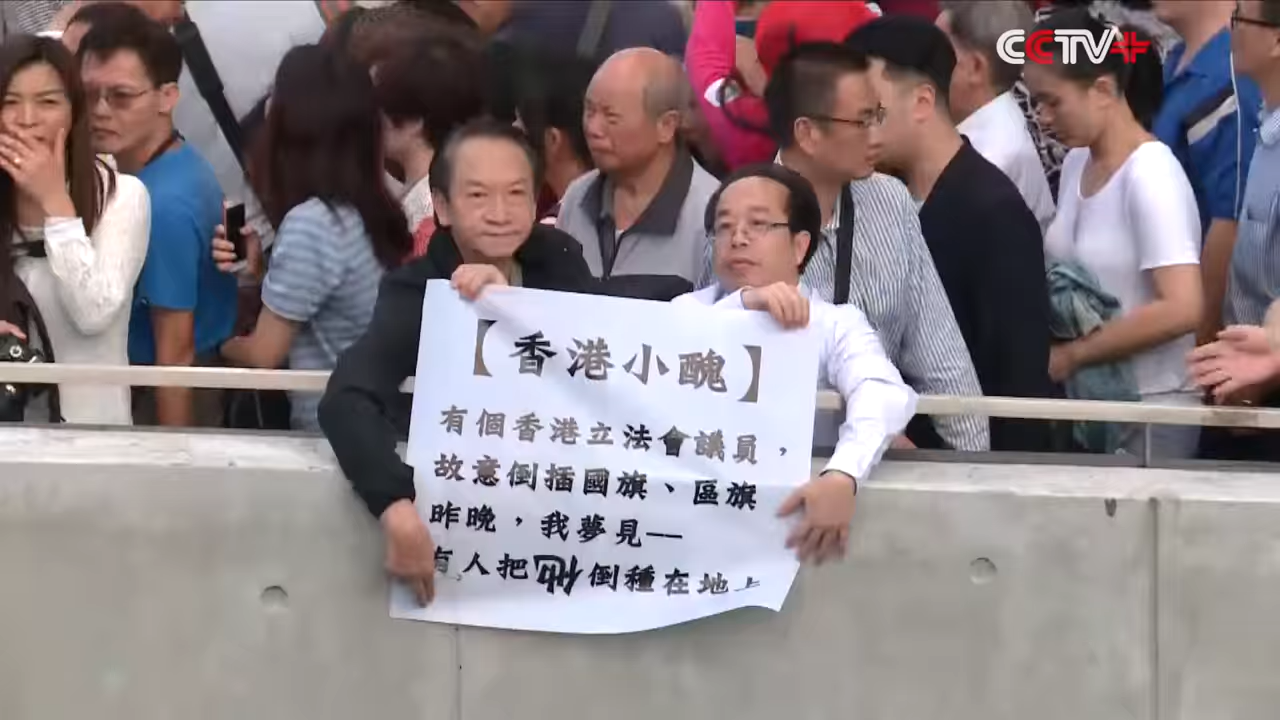 CCTV+
【香港小醜】
有個香港立法會議員，
故意倒插國旗、區旗
昨晚，我夢見——
有人把他倒種在地上